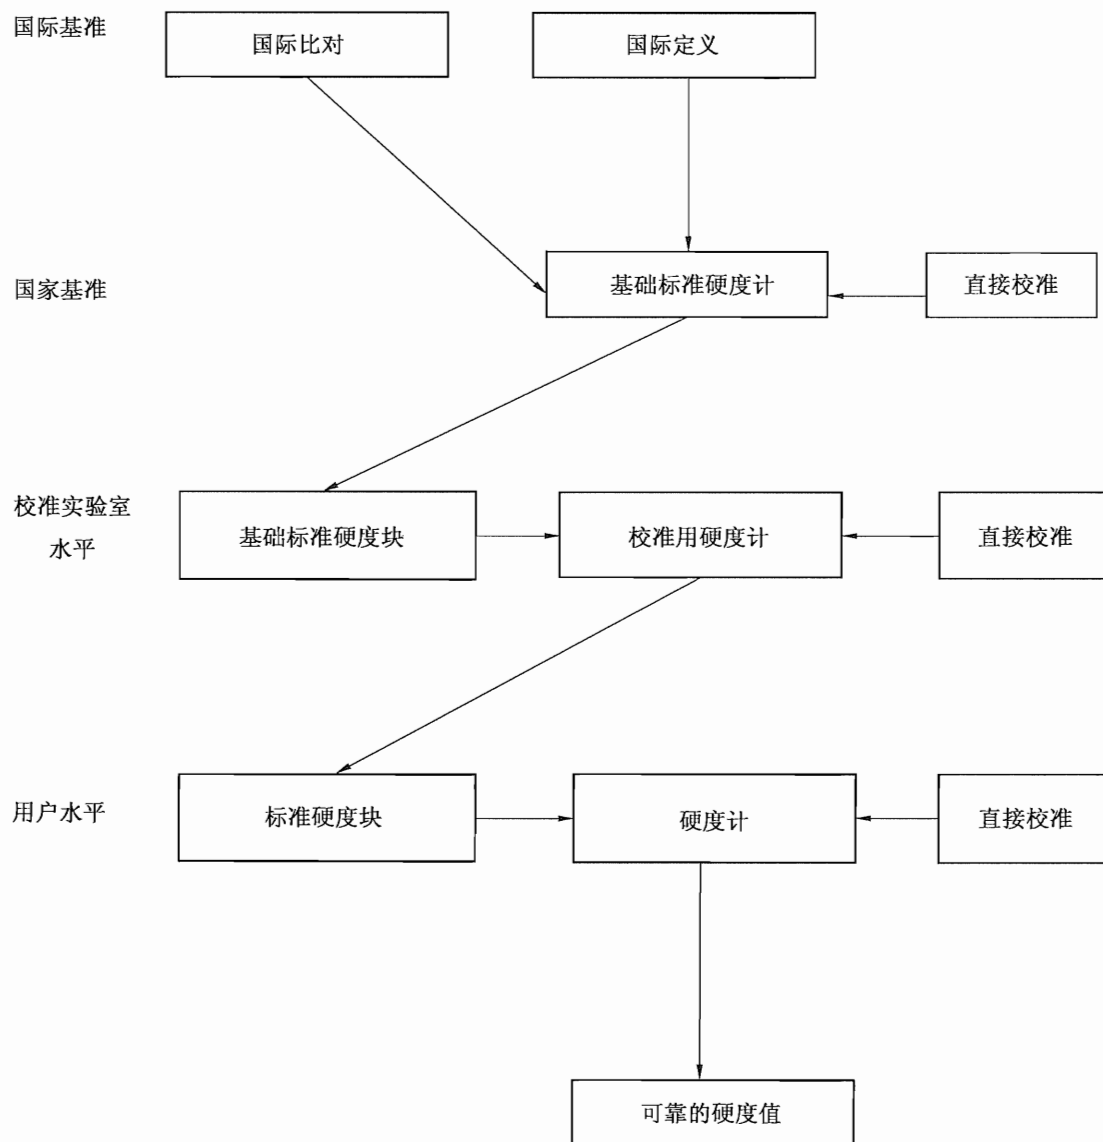 国际基准
国际比对
国际定义
国家基准
基础标准硬度计
直接校准
校准实验室
水平
基础标准硬度块
校准用硬度计
直接校准
用户水平
标准硬度块
硬度计
直接校准
可靠的硬度值